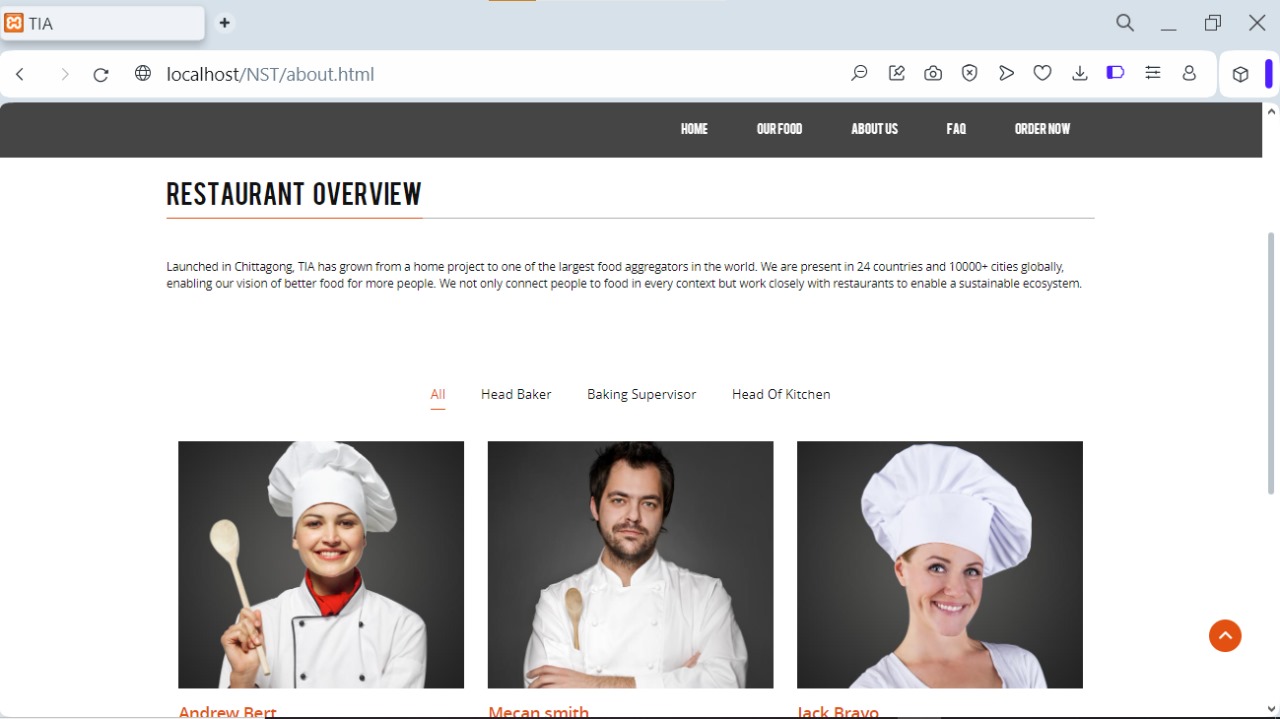 TIA
localhost/NST/about.html
HOME OUR FOOD ABOUT US FAQ ORDER NOW
RESTAURANT OVERVIEW
Launched in Chittagong, TIA has grown from a home project to one of the largest food aggregators in the world. We are present in 24 countries and 10000+ cities globally,
enabling our vision of better food for more people. We not only connect people to food in every context but work closely with restaurants to enable a sustainable ecosystem.
All Head Baker Baking Supervisor Head Of Kitchen
Andrew Bert Mecan smith Jack Bravo